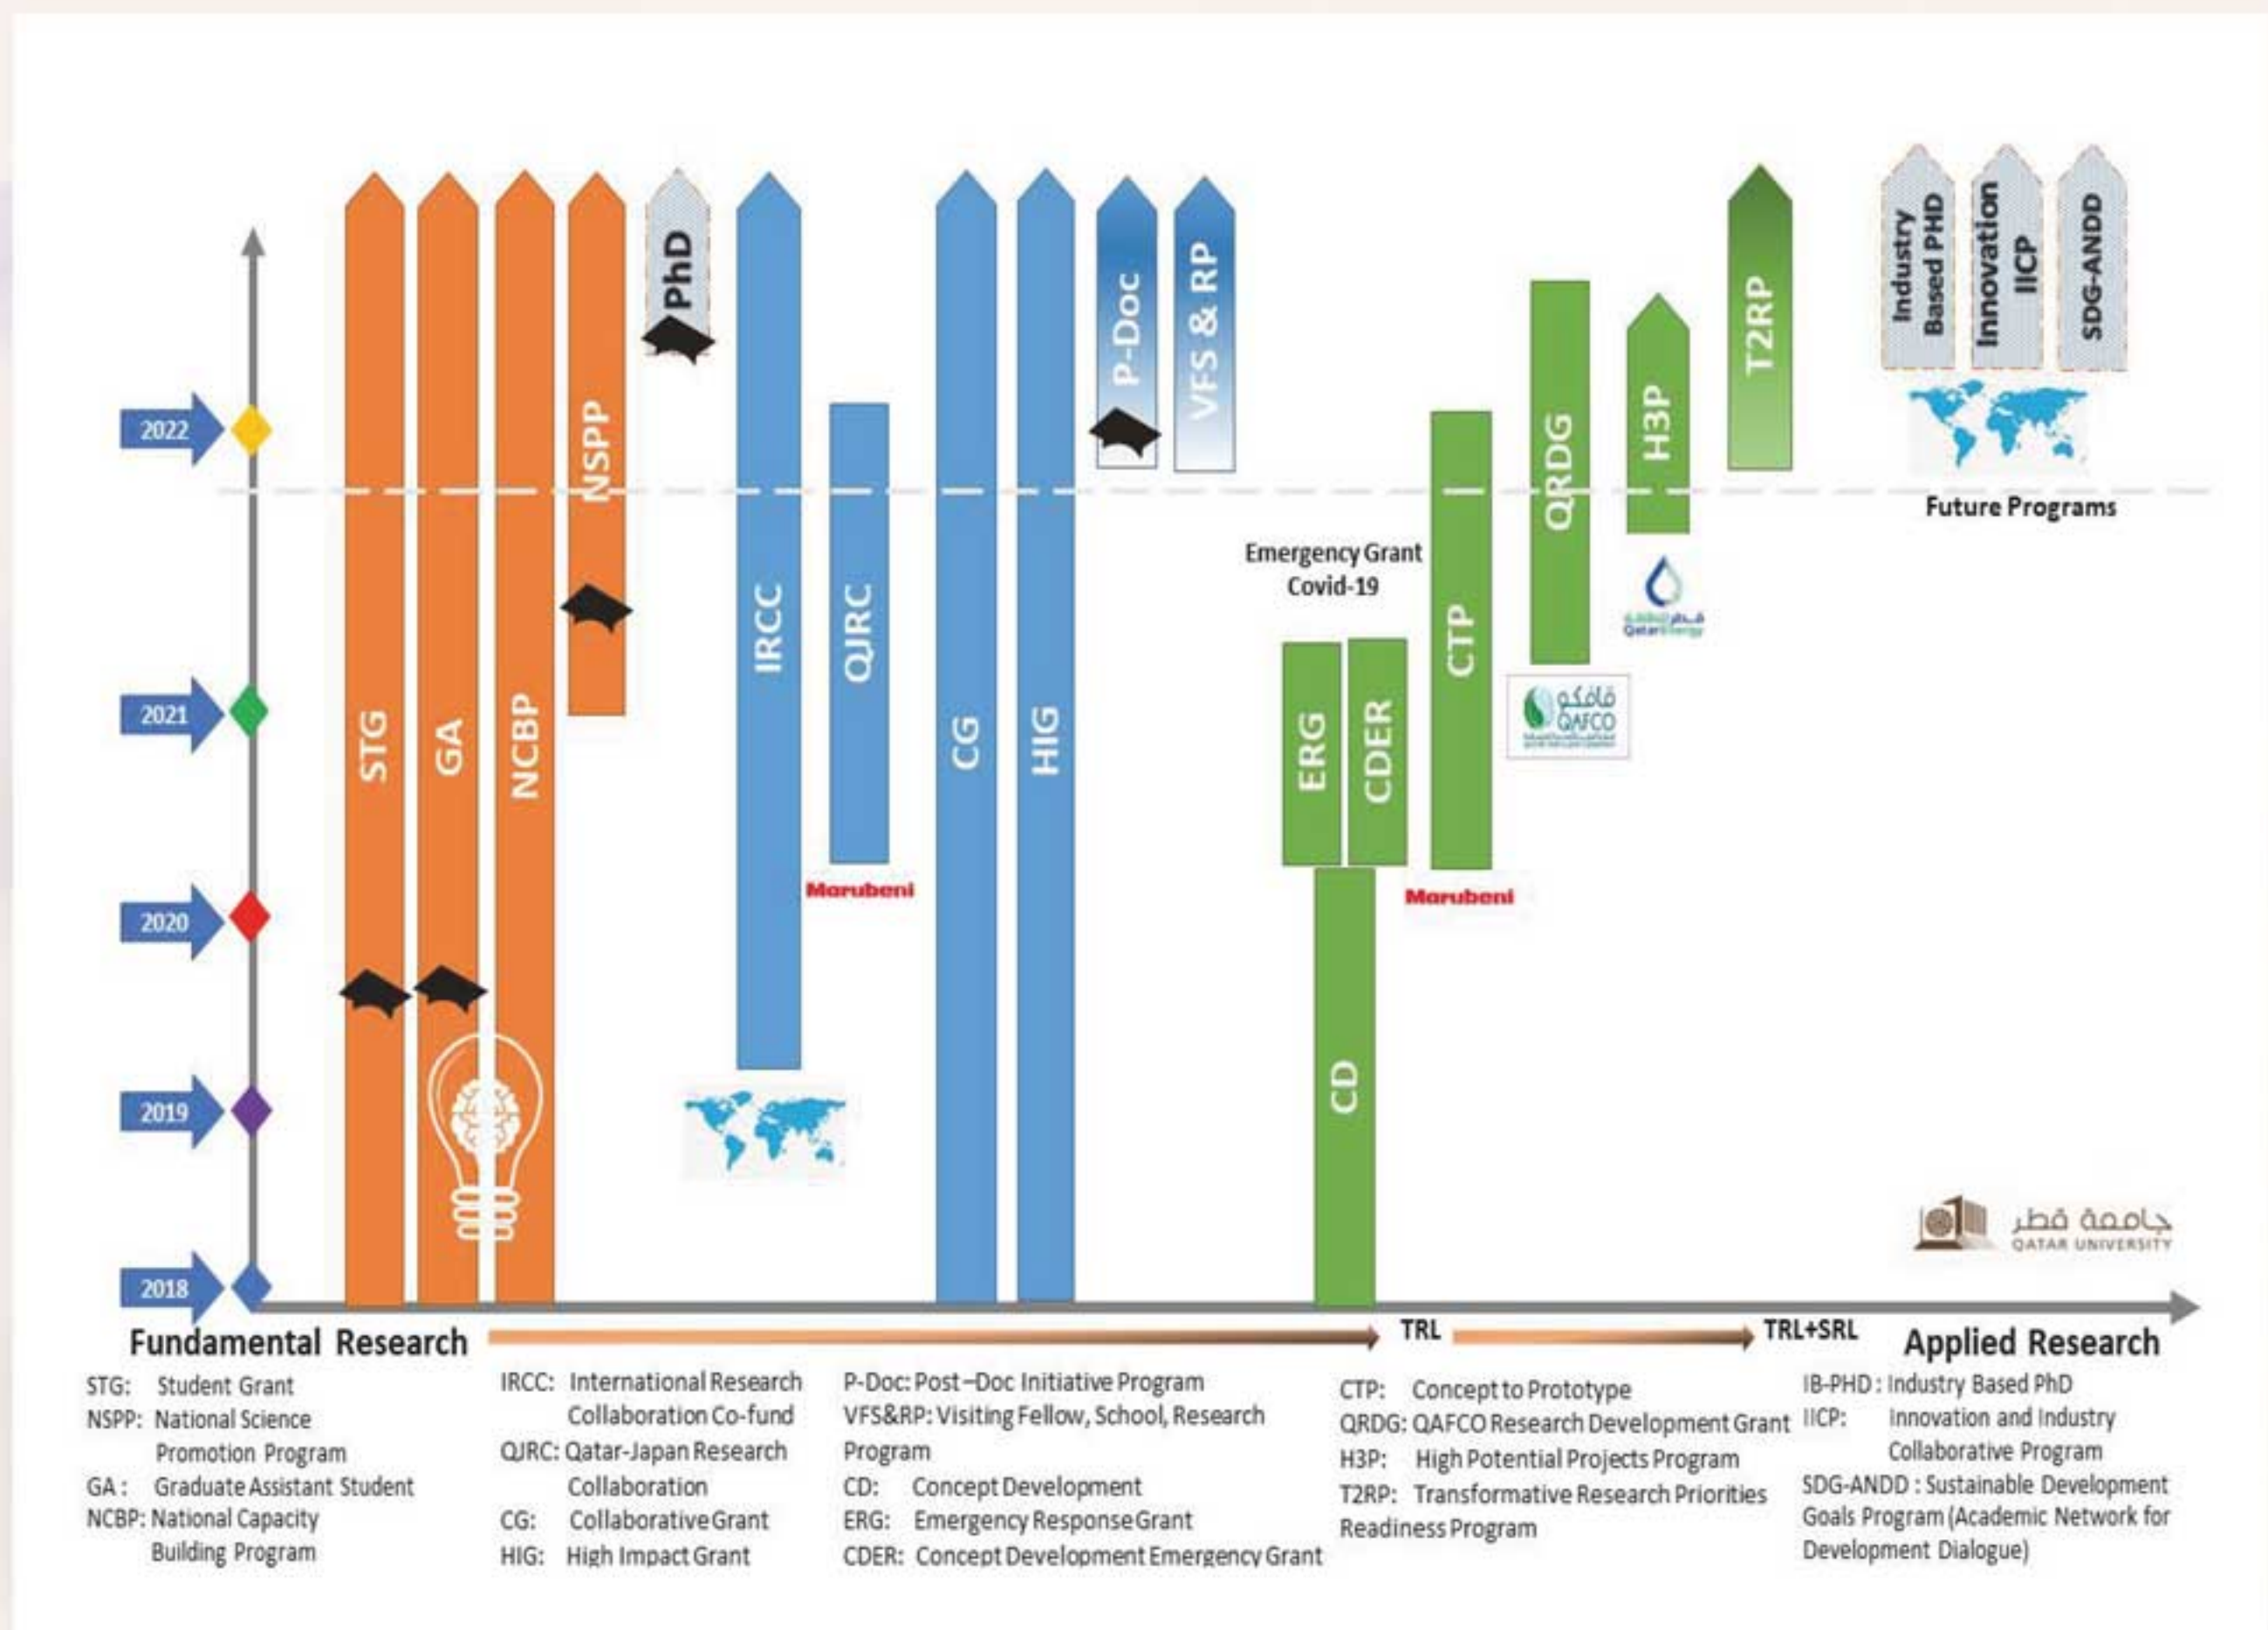 PhD
P-Doc
VFS & RP
NSPP
QRDG
H3P
T2RP
Industry
Based PHD
Innovation
IICP
SDG-ANDD
2022
Future Programs
Emergency Grant
Covid-19
IRCC
QJRC
CTP
QatarEnergy
2021
STG
GA
NCBP
CG
HIG
ERG
CDER
قافكو
QAFCO
Marubeni
Marubeni
2020
CD
2019
جامعة قطر
QATAR UNIVERSITY
2018
Fundamental Research
TRL
TRL+SRL
Applied Research
STG: Student Grant
NSPP: National Science
Promotion Program
GA : Graduate Assistant Student
NCBP: National Capacity
Building Program
IRCC: International Research
Collaboration Co-fund
QJRC: Qatar-Japan Research
Collaboration
CG: Collaborative Grant
HIG: High Impact Grant
P-Doc: Post–Doc Initiative Program
VFS&RP: Visiting Fellow, School, Research
Program
CD: Concept Development
ERG: Emergency Response Grant
CDER: Concept Development Emergency Grant
CTP: Concept to Prototype
QRDG: QAFCO Research Development Grant
H3P: High Potential Projects Program
T2RP: Transformative Research Priorities
Readiness Program
IB-PHD : Industry Based PhD
IICP: Innovation and Industry
Collaborative Program
SDG-ANDD : Sustainable Development
Goals Program (Academic Network for
Development Dialogue)